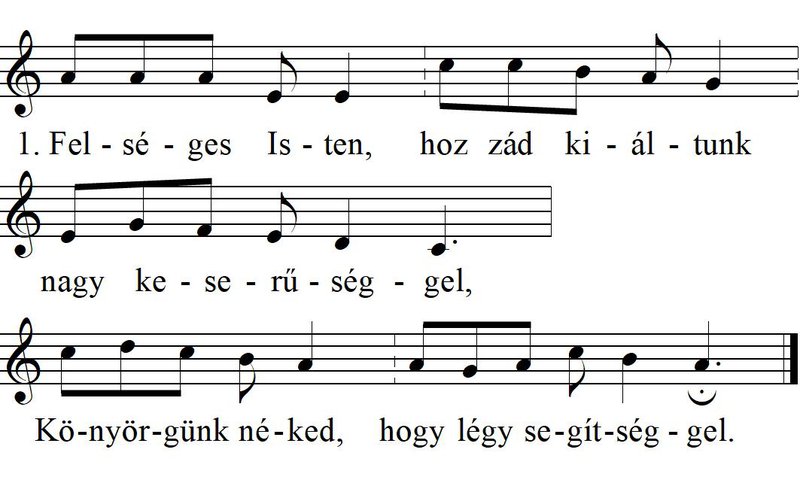 1. Fel - sé - ges Is - ten, hoz zád ki - ál - tunk
nagy ke - se - rű - ség - gel,
Kö-nyör-günk né-ked, hogy légy se-gít-ség-gel.